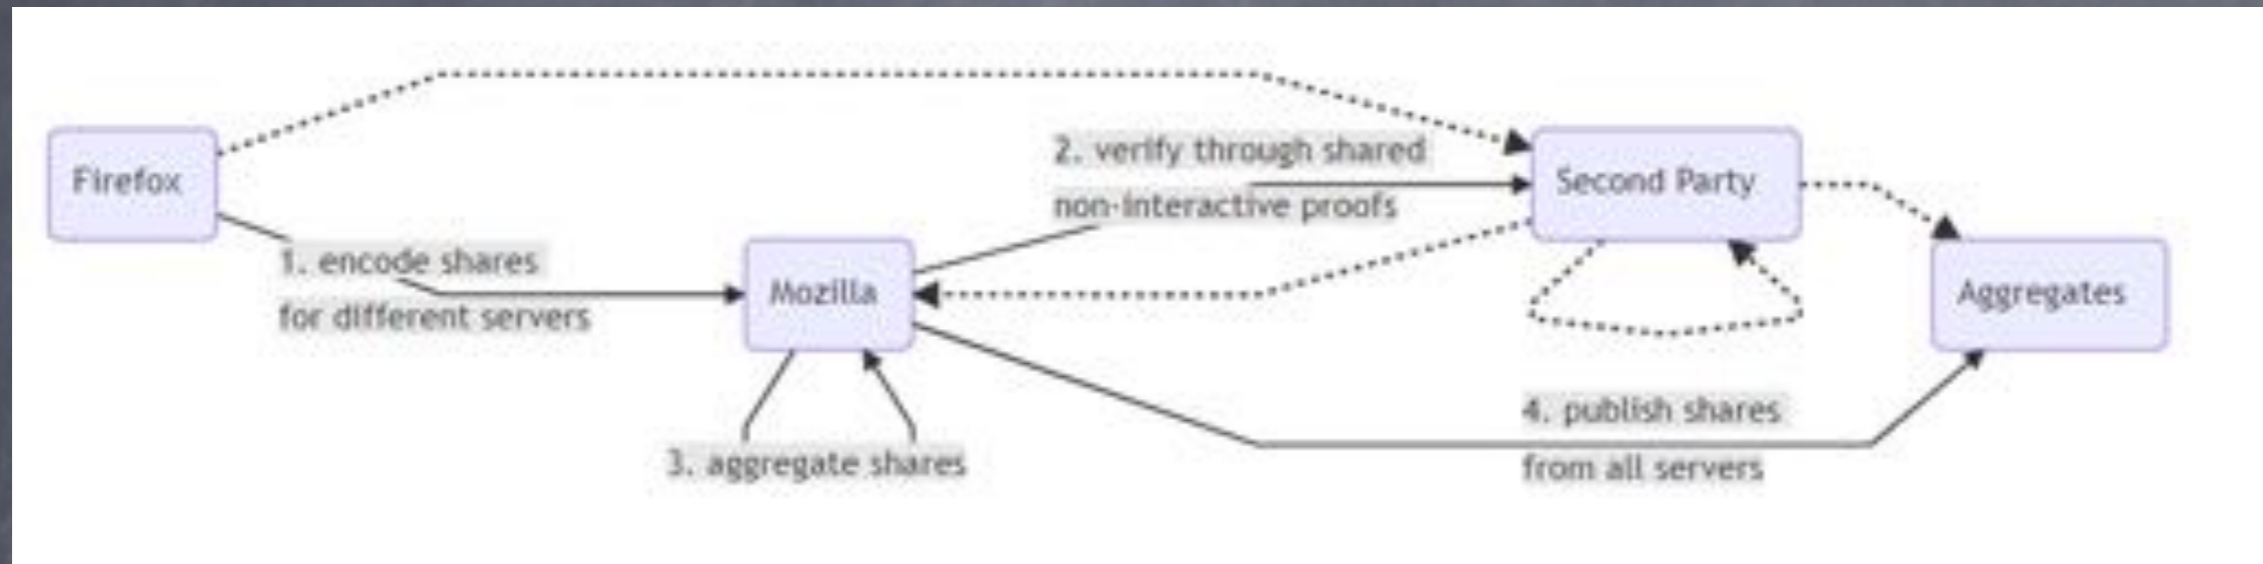 Firefox
1. encode shares
for different servers
Mozilla
2. verify through shared
non-interactive proofs
3. aggregate shares
Second Party
Aggregates
4. publish shares
from all servers